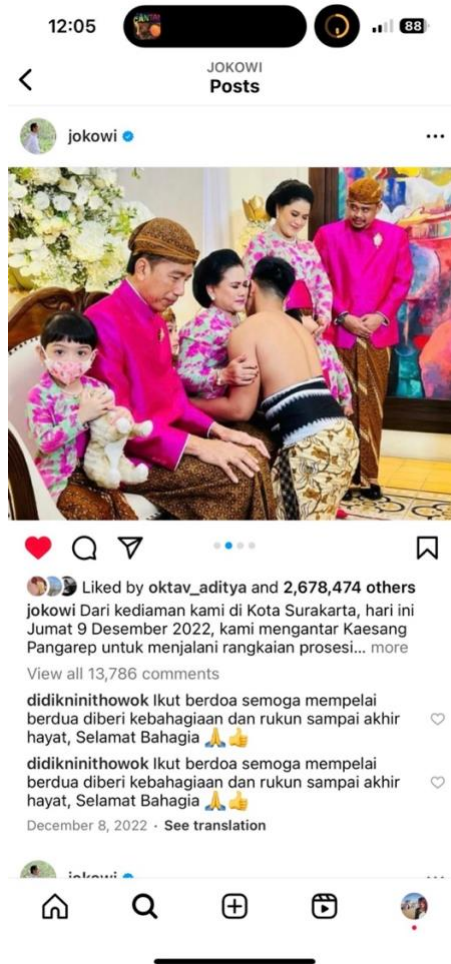 12:05
88
JOKOWI
Posts
jokowi
Liked by oktav_aditya and 2,678,474 others
jokowi Dari kediaman kami di Kota Surakarta, hari ini
Jumat 9 Desember 2022, kami mengantar Kaesang
Pangarep untuk menjalani rangkaian prosesi... more
View all 13,786 comments
didikninithowok Ikut berdoa semoga mempelai
berdua diberi kebahagiaan dan rukun sampai akhir
hayat, Selamat Bahagia 🙏👍
didikninithowok Ikut berdoa semoga mempelai
berdua diberi kebahagiaan dan rukun sampai akhir
hayat, Selamat Bahagia 🙏👍
December 8, 2022 · See translation
jokowi